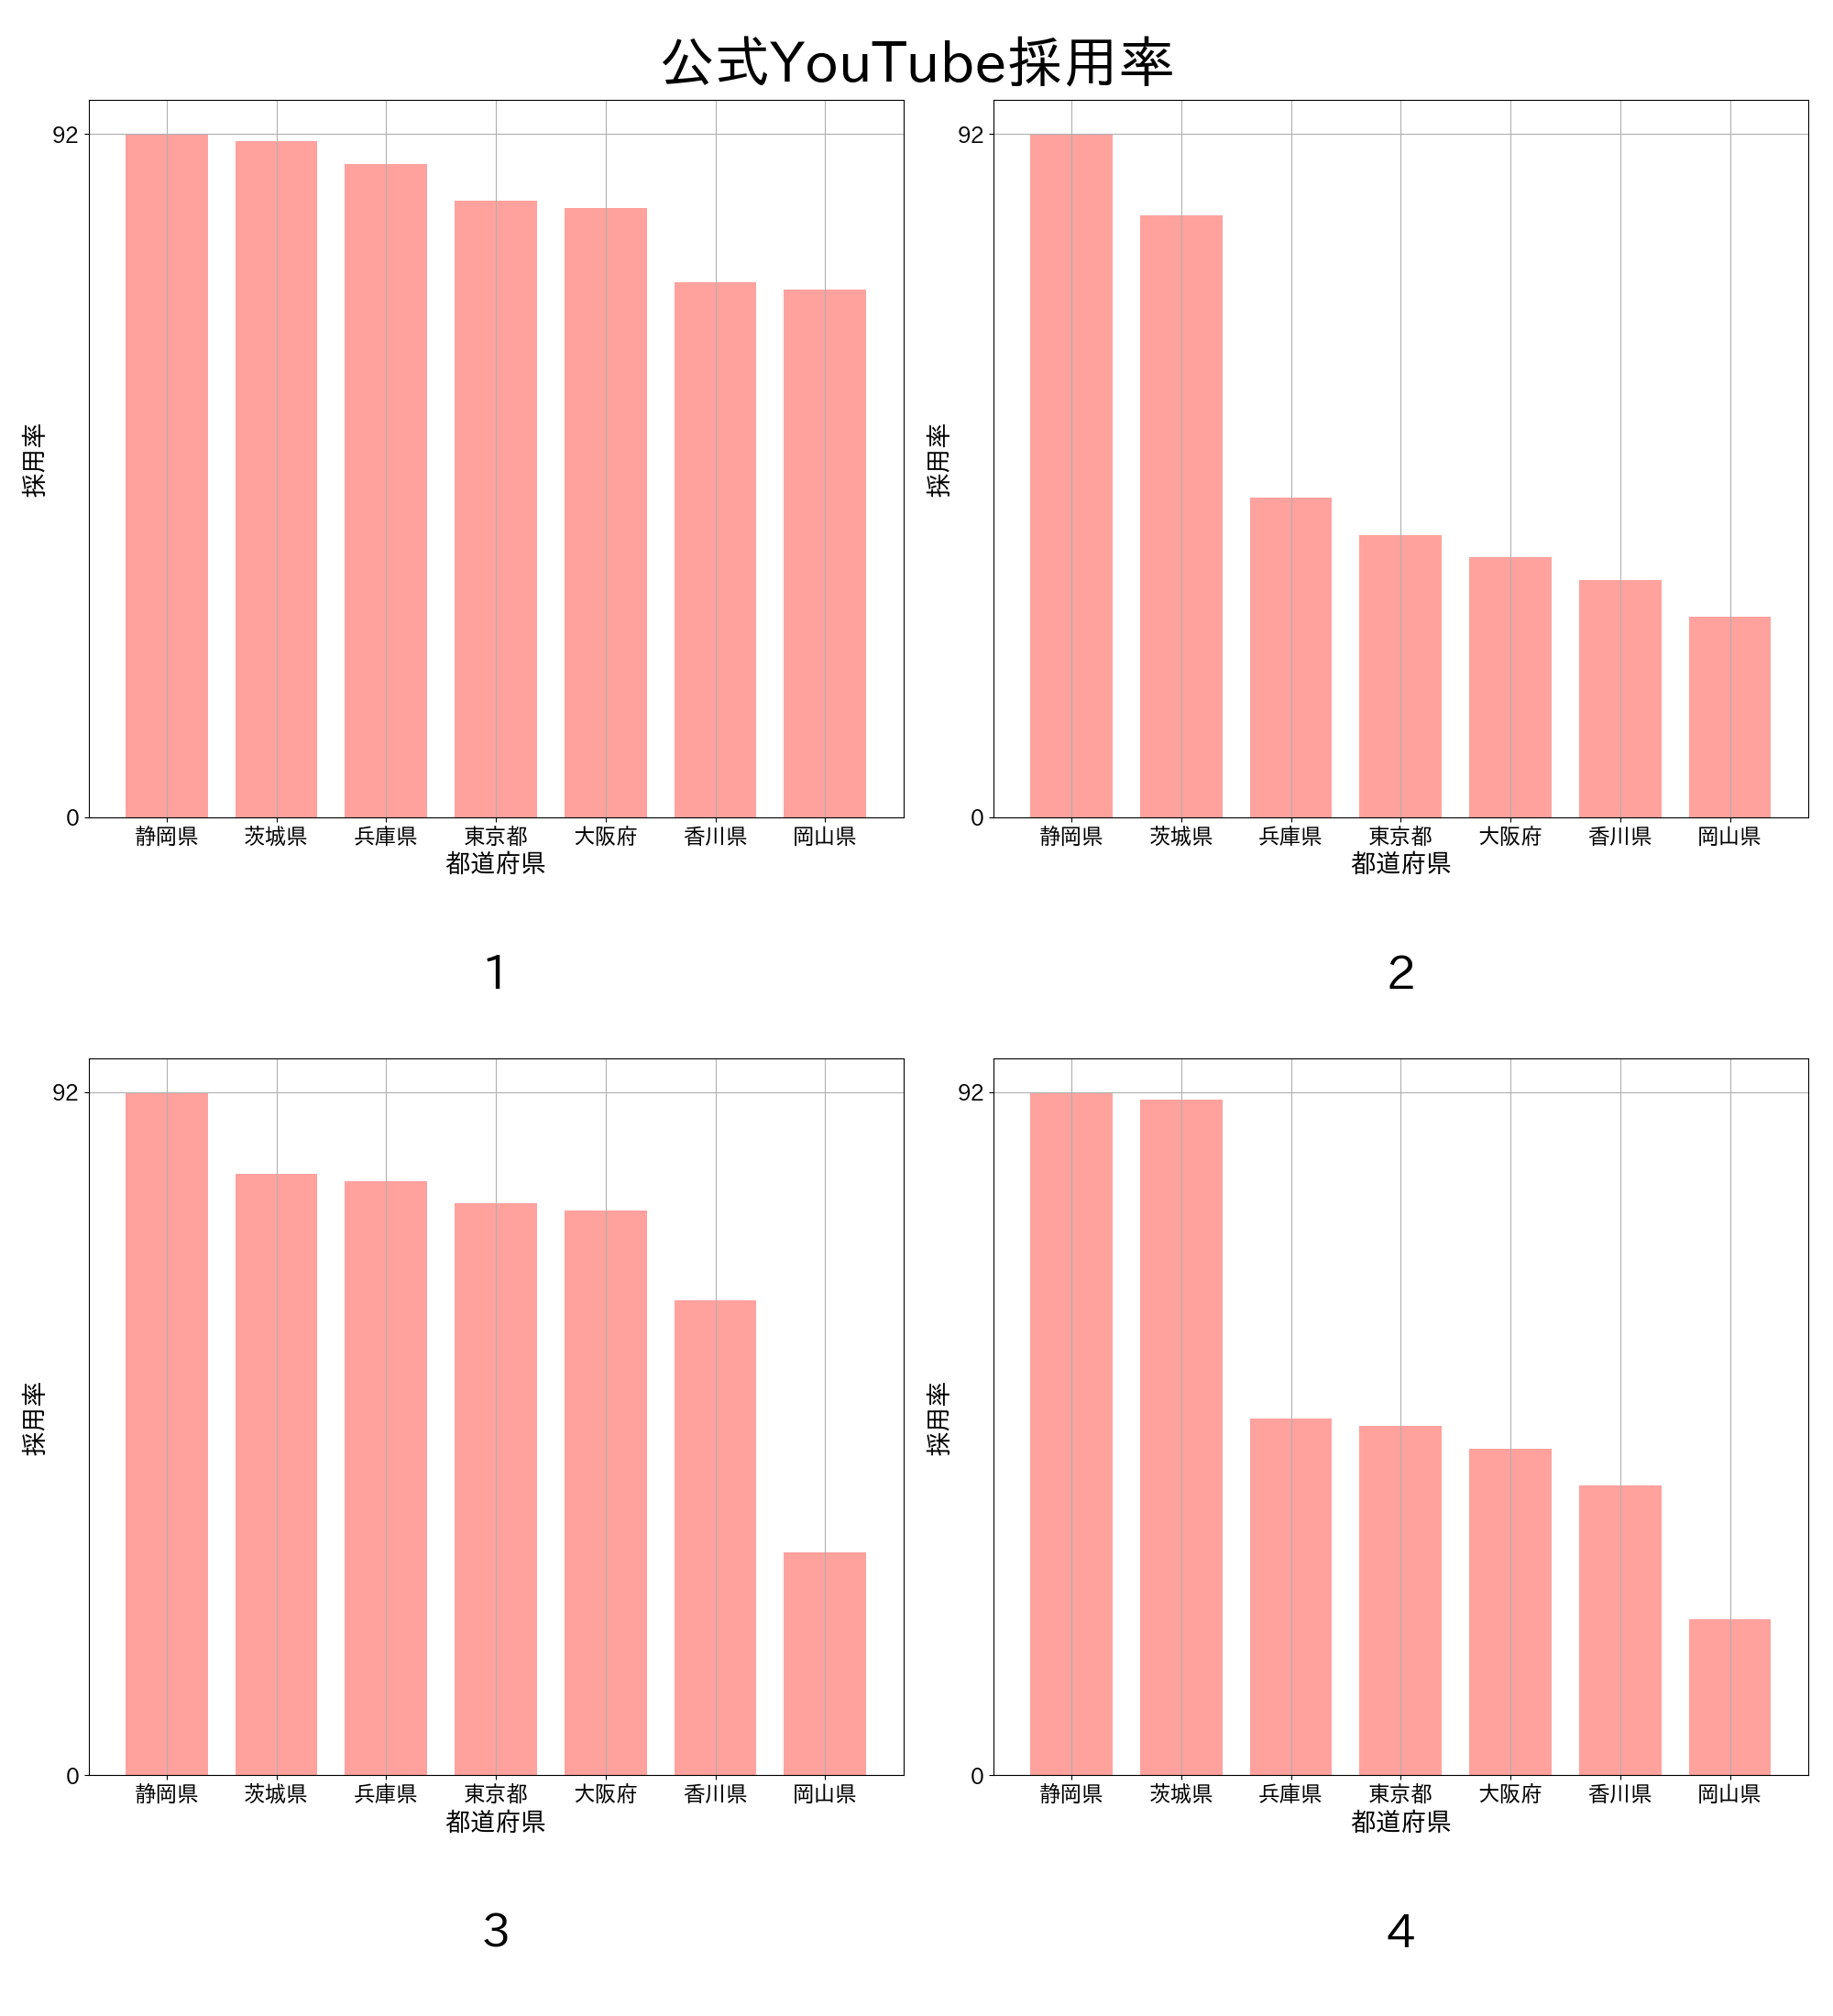 公式YouTube採用率
92
0
採用率
静岡県 茨城県 兵庫県 東京都 大阪府 香川県 岡山県
都道府県
1
92
0
採用率
静岡県 茨城県 兵庫県 東京都 大阪府 香川県 岡山県
都道府県
2
92
0
採用率
静岡県 茨城県 兵庫県 東京都 大阪府 香川県 岡山県
都道府県
3
92
0
採用率
静岡県 茨城県 兵庫県 東京都 大阪府 香川県 岡山県
都道府県
4